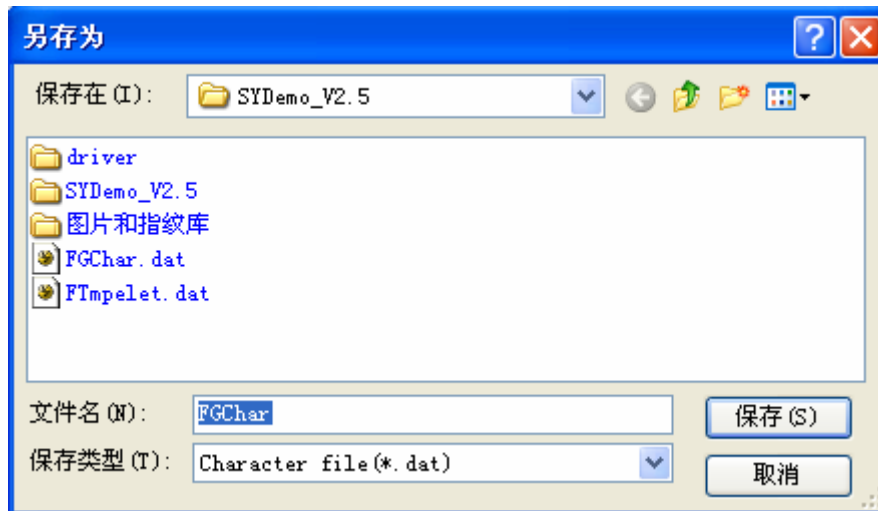 另存为
保存在(I): SYDemo_V2.5
driver
SYDemo_V2.5
图片和指纹库
FGChar.dat
FTmpelet.dat
文件名(N): FGChar 保存(S)
保存类型(T): Character file(*.dat) 取消